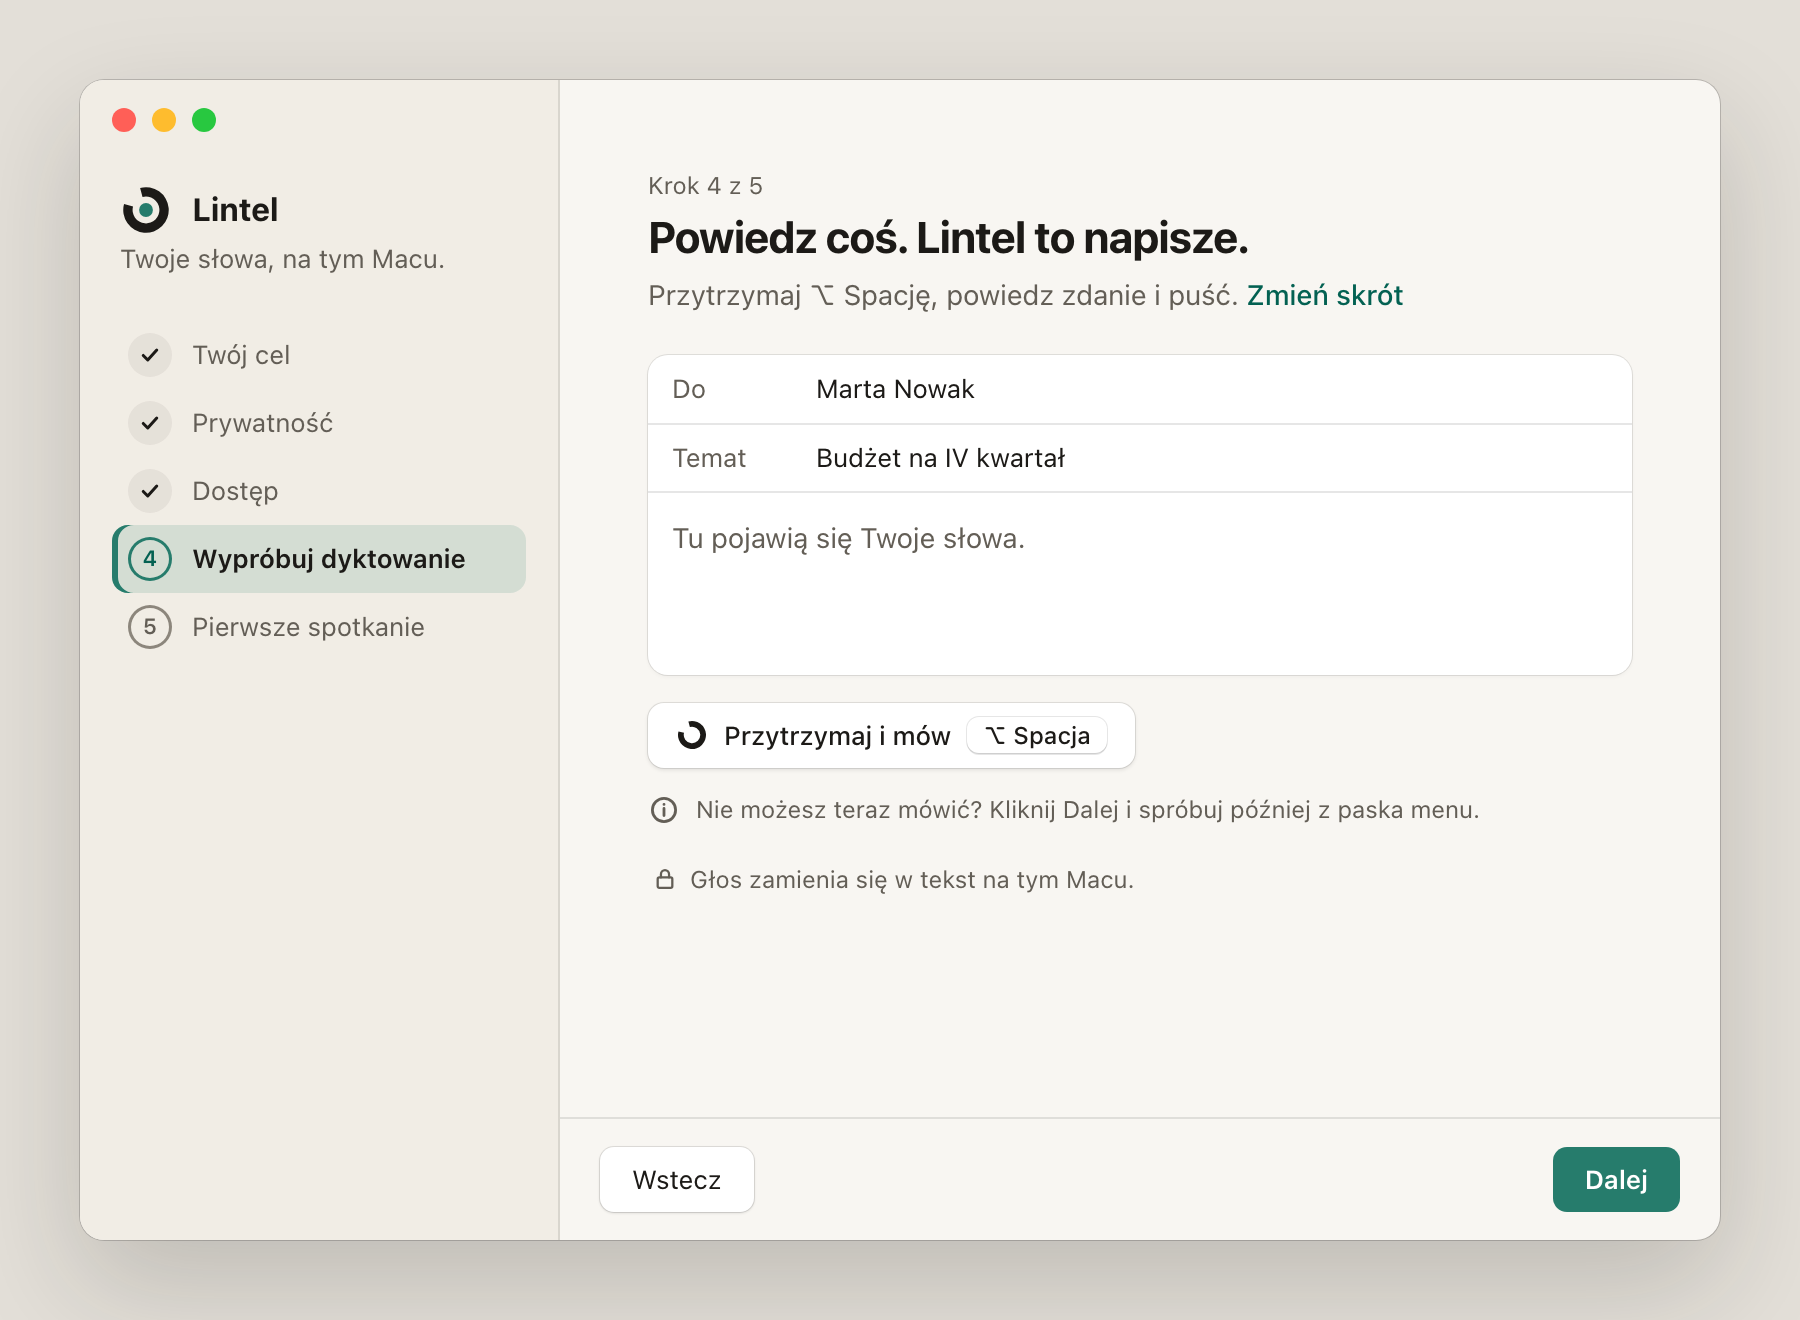 Lintel
Twoje słowa, na tym Macu.
Twój cel
Prywatność
Dostęp
4 Wypróbuj dyktowanie
5 Pierwsze spotkanie
Krok 4 z 5
Powiedz coś. Lintel to napisze.
Przytrzymaj ⌥ Spację, powiedz zdanie i puść. Zmień skrót
Do Marta Nowak
Temat Budżet na IV kwartał
Tu pojawią się Twoje słowa.
Przytrzymaj i mów ⌥ Spacja
Nie możesz teraz mówić? Kliknij Dalej i spróbuj później z paska menu.
Głos zamienia się w tekst na tym Macu.
Wstecz
Dalej